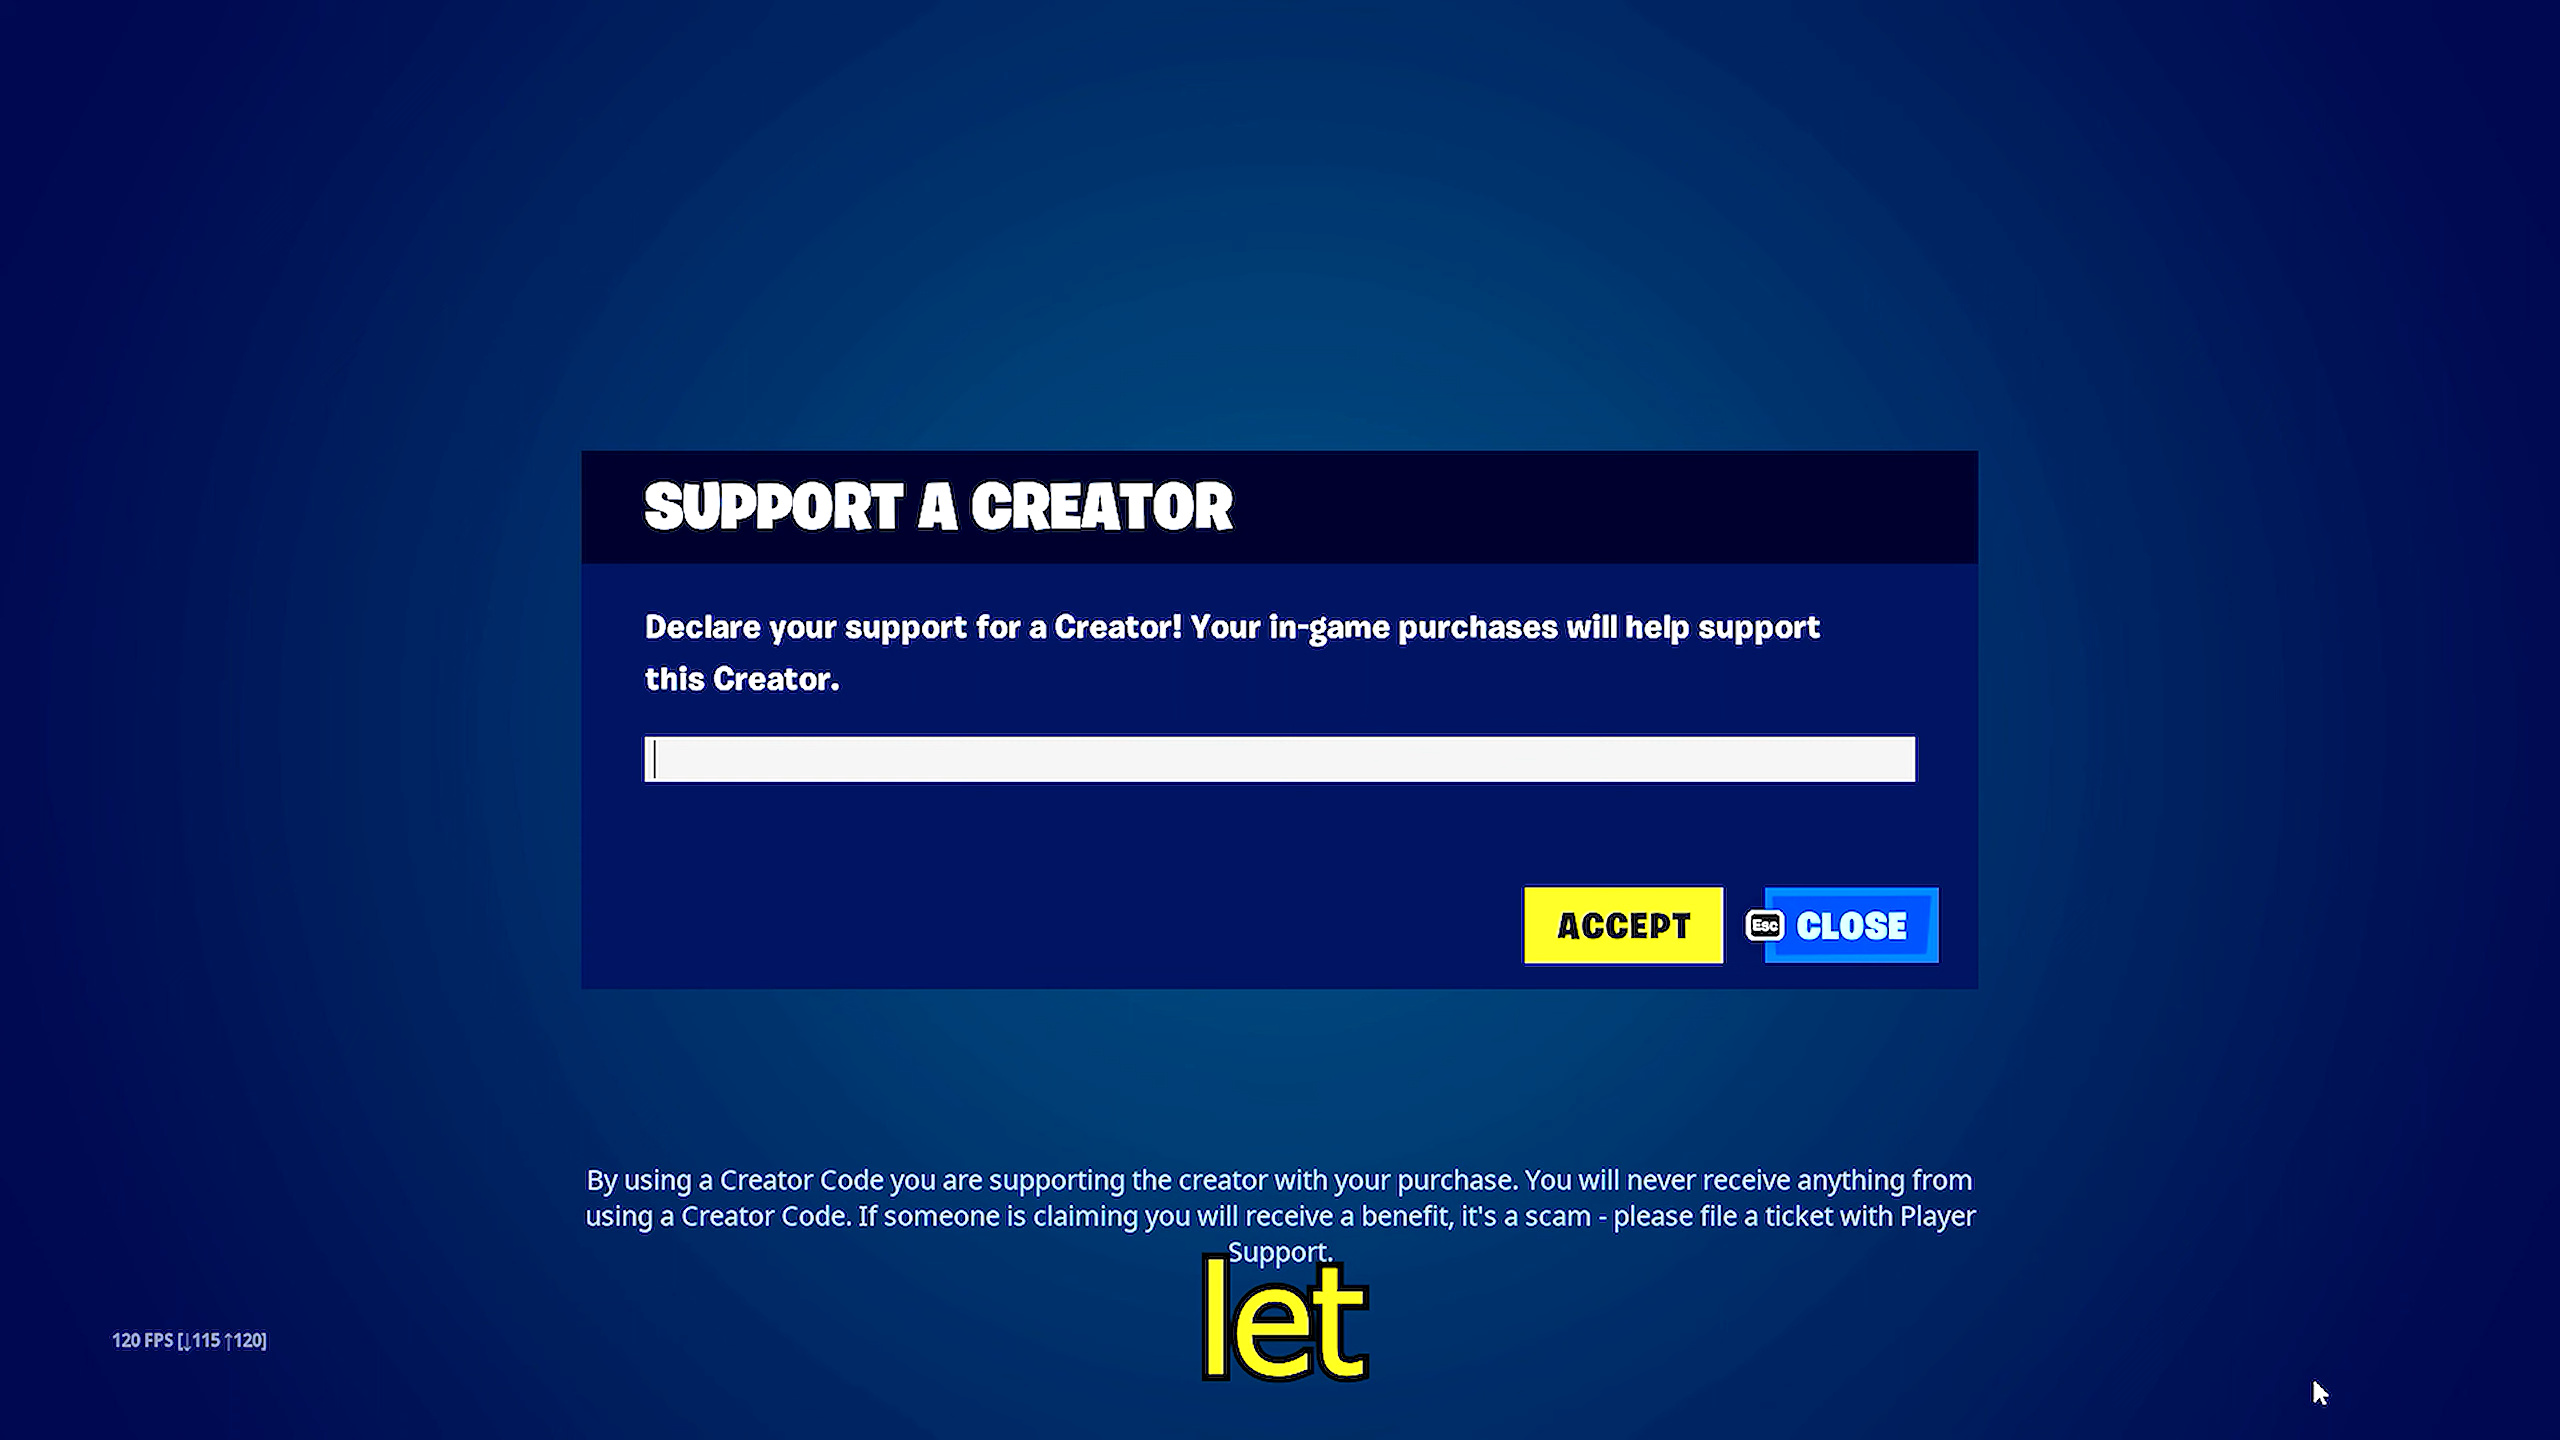 SUPPORT A CREATOR
Declare your support for a Creator! Your in-game purchases will help support
this Creator.
ACCEPT
Esc CLOSE
By using a Creator Code you are supporting the creator with your purchase. You will never receive anything from
using a Creator Code. If someone is claiming you will receive a benefit, it's a scam - please file a ticket with Player
Support.
let
120 FPS [↓115 ↑120]